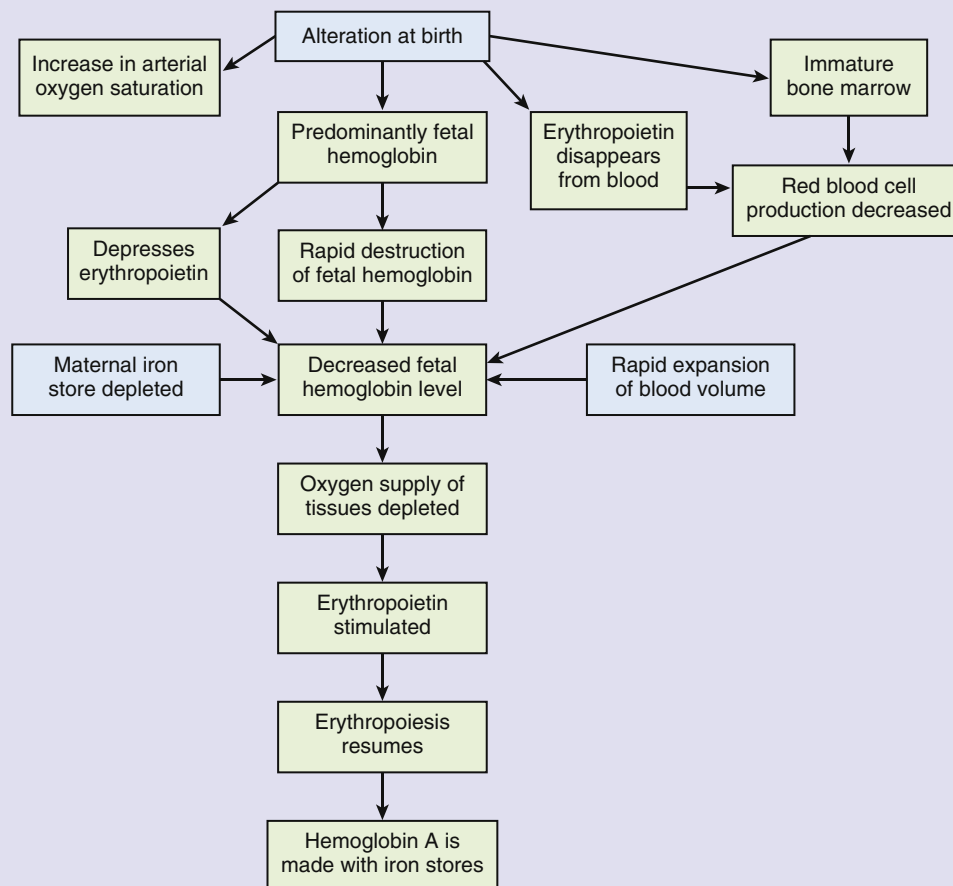 Alteration at birth
Increase in arterial
oxygen saturation
Immature
bone marrow
Predominantly fetal
hemoglobin
Erythropoietin
disappears
from blood
Red blood cell
production decreased
Depresses
erythropoietin
Rapid destruction
of fetal hemoglobin
Maternal iron
store depleted
Decreased fetal
hemoglobin level
Rapid expansion
of blood volume
Oxygen supply of
tissues depleted
Erythropoietin
stimulated
Erythropoiesis
resumes
Hemoglobin A is
made with iron stores